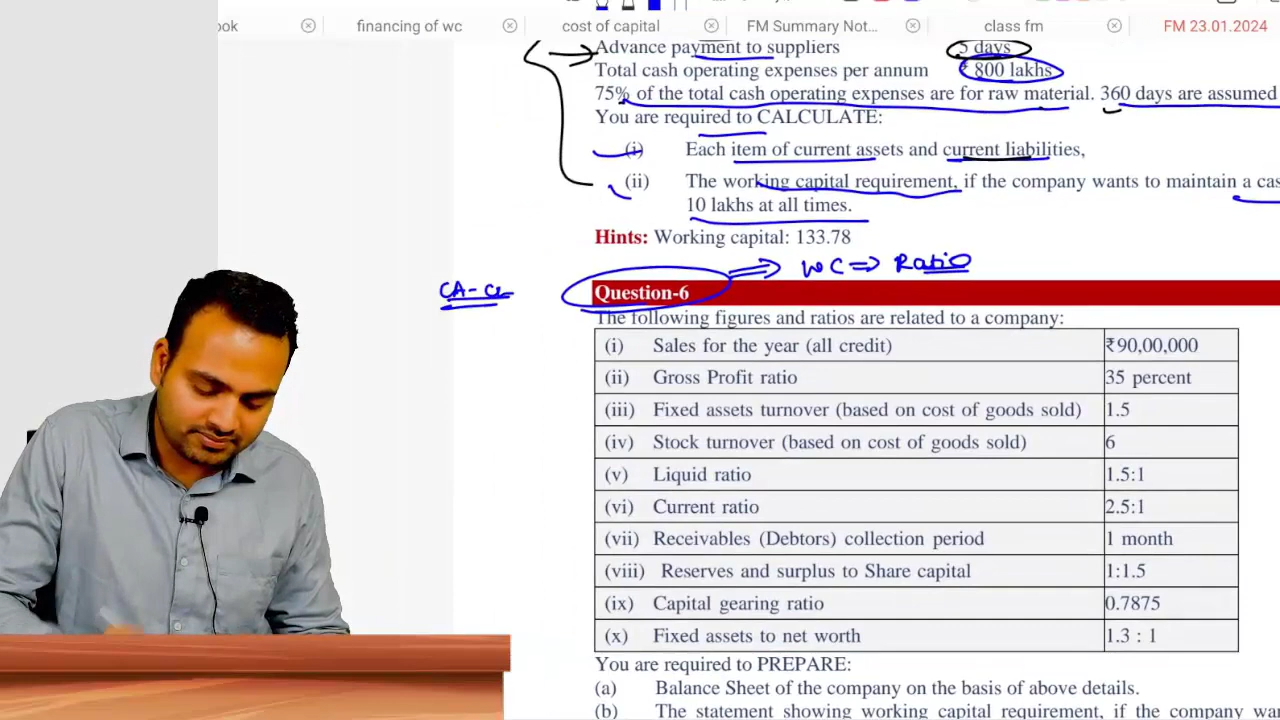 ook
financing of wc
cost of capital
FM Summary Not...
class fm
FM 23.01.2024
Advance payment to suppliers 5 days
Total cash operating expenses per annum ₹ 800 lakhs
75% of the total cash operating expenses are for raw material. 360 days are assumed
You are required to CALCULATE:
(i) Each item of current assets and current liabilities,
(ii) The working capital requirement, if the company wants to maintain a cas
10 lakhs at all times.
Hints: Working capital: 133.78
WC ⇒ Ratio
CA - CL
Question-6
The following figures and ratios are related to a company:
(i) Sales for the year (all credit) ₹90,00,000
(ii) Gross Profit ratio 35 percent
(iii) Fixed assets turnover (based on cost of goods sold) 1.5
(iv) Stock turnover (based on cost of goods sold) 6
(v) Liquid ratio 1.5:1
(vi) Current ratio 2.5:1
(vii) Receivables (Debtors) collection period 1 month
(viii) Reserves and surplus to Share capital 1:1.5
(ix) Capital gearing ratio 0.7875
(x) Fixed assets to net worth 1.3 : 1
You are required to PREPARE:
(a) Balance Sheet of the company on the basis of above details.
(b) The statement showing working capital requirement, if the company wan